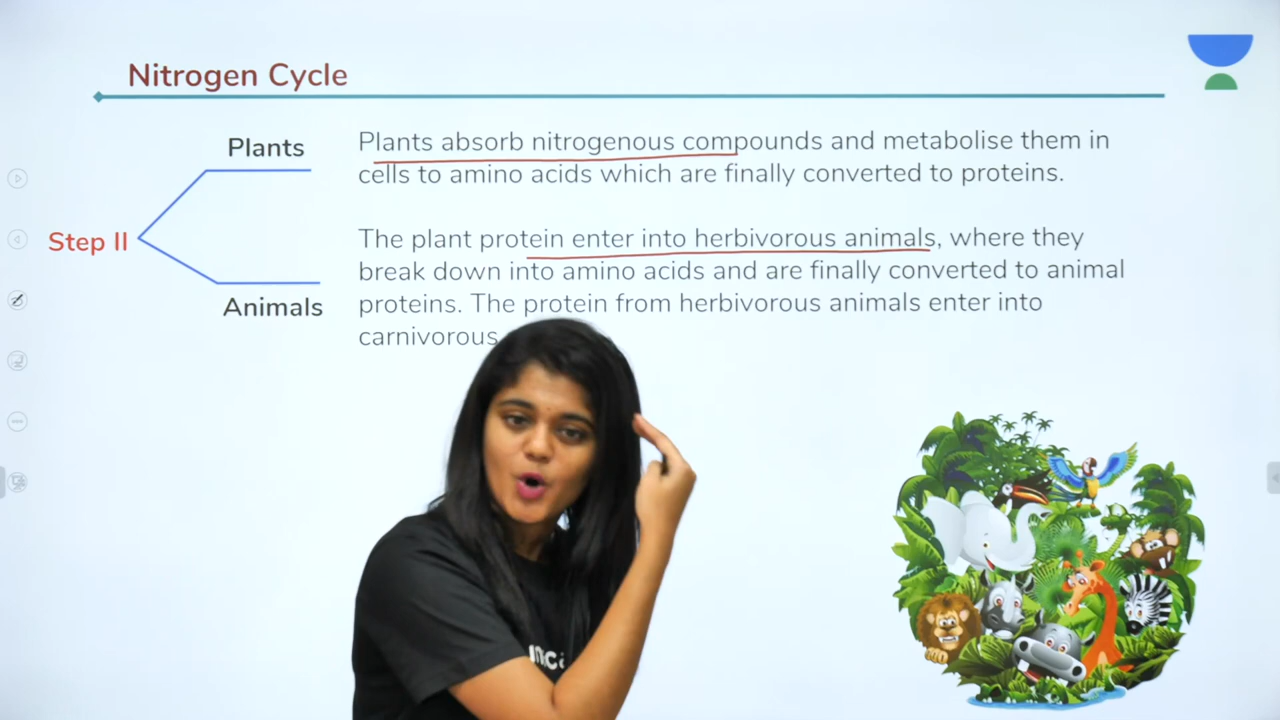 Nitrogen Cycle
Plants
Plants absorb nitrogenous compounds and metabolise them in
cells to amino acids which are finally converted to proteins.
Step II
The plant protein enter into herbivorous animals, where they
break down into amino acids and are finally converted to animal
Animals
proteins. The protein from herbivorous animals enter into
carnivorous